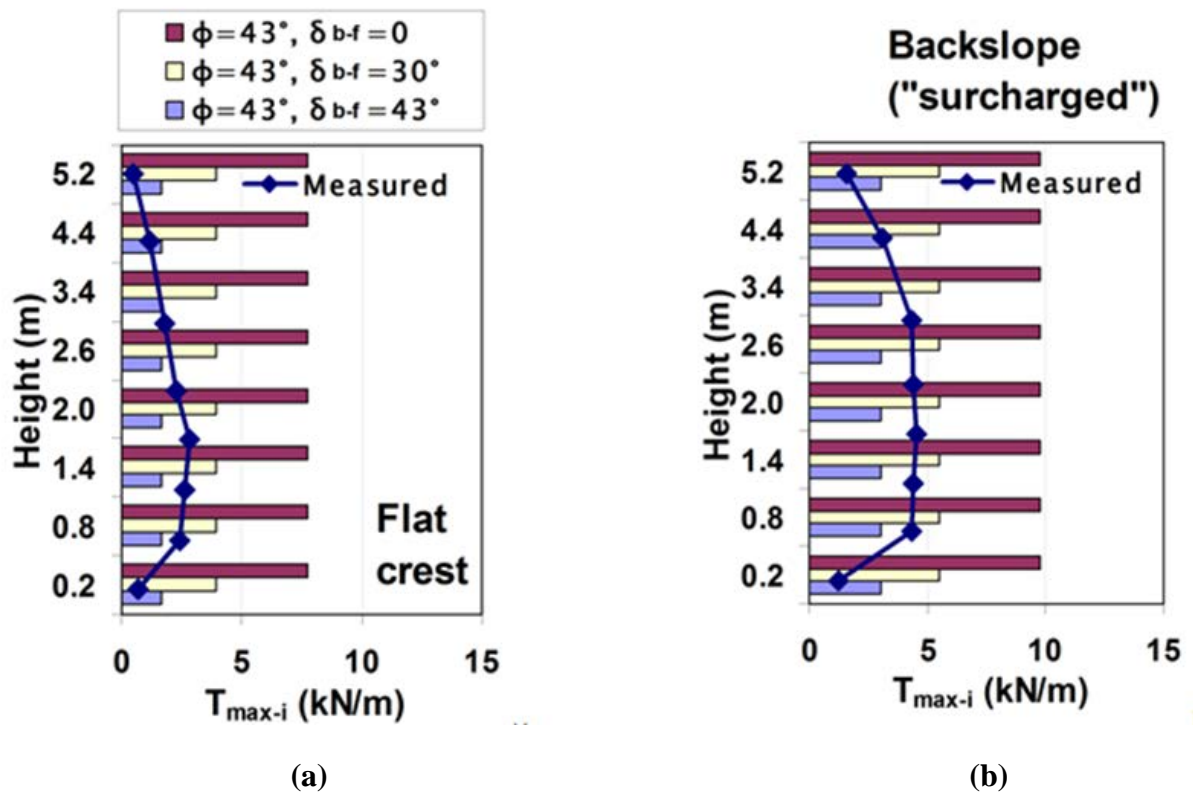 ϕ=43°, δ b-f =0
ϕ=43°, δ b-f =30°
ϕ=43°, δ b-f =43°
Height (m)
5.2
4.4
3.4
2.6
2.0
1.4
0.8
0.2
Measured
Flat
crest
0 5 10 15
Tmax-i (kN/m)
(a)
Backslope
("surcharged")
Height (m)
5.2
4.4
3.4
2.6
2.0
1.4
0.8
0.2
Measured
0 5 10 15
Tmax-i (kN/m)
(b)